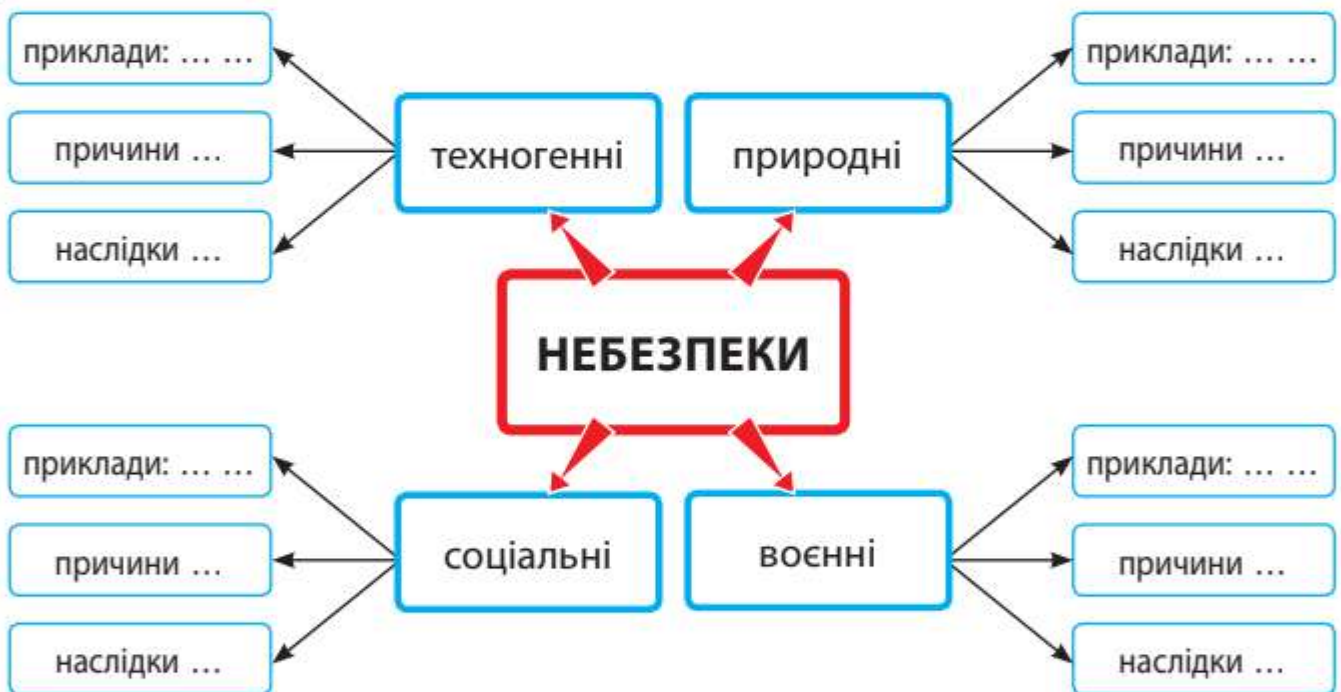 приклади: … …
причини …
наслідки …
техногенні
природні
приклади: … …
причини …
наслідки …
НЕБЕЗПЕКИ
приклади: … …
причини …
наслідки …
соціальні
воєнні
приклади: … …
причини …
наслідки …